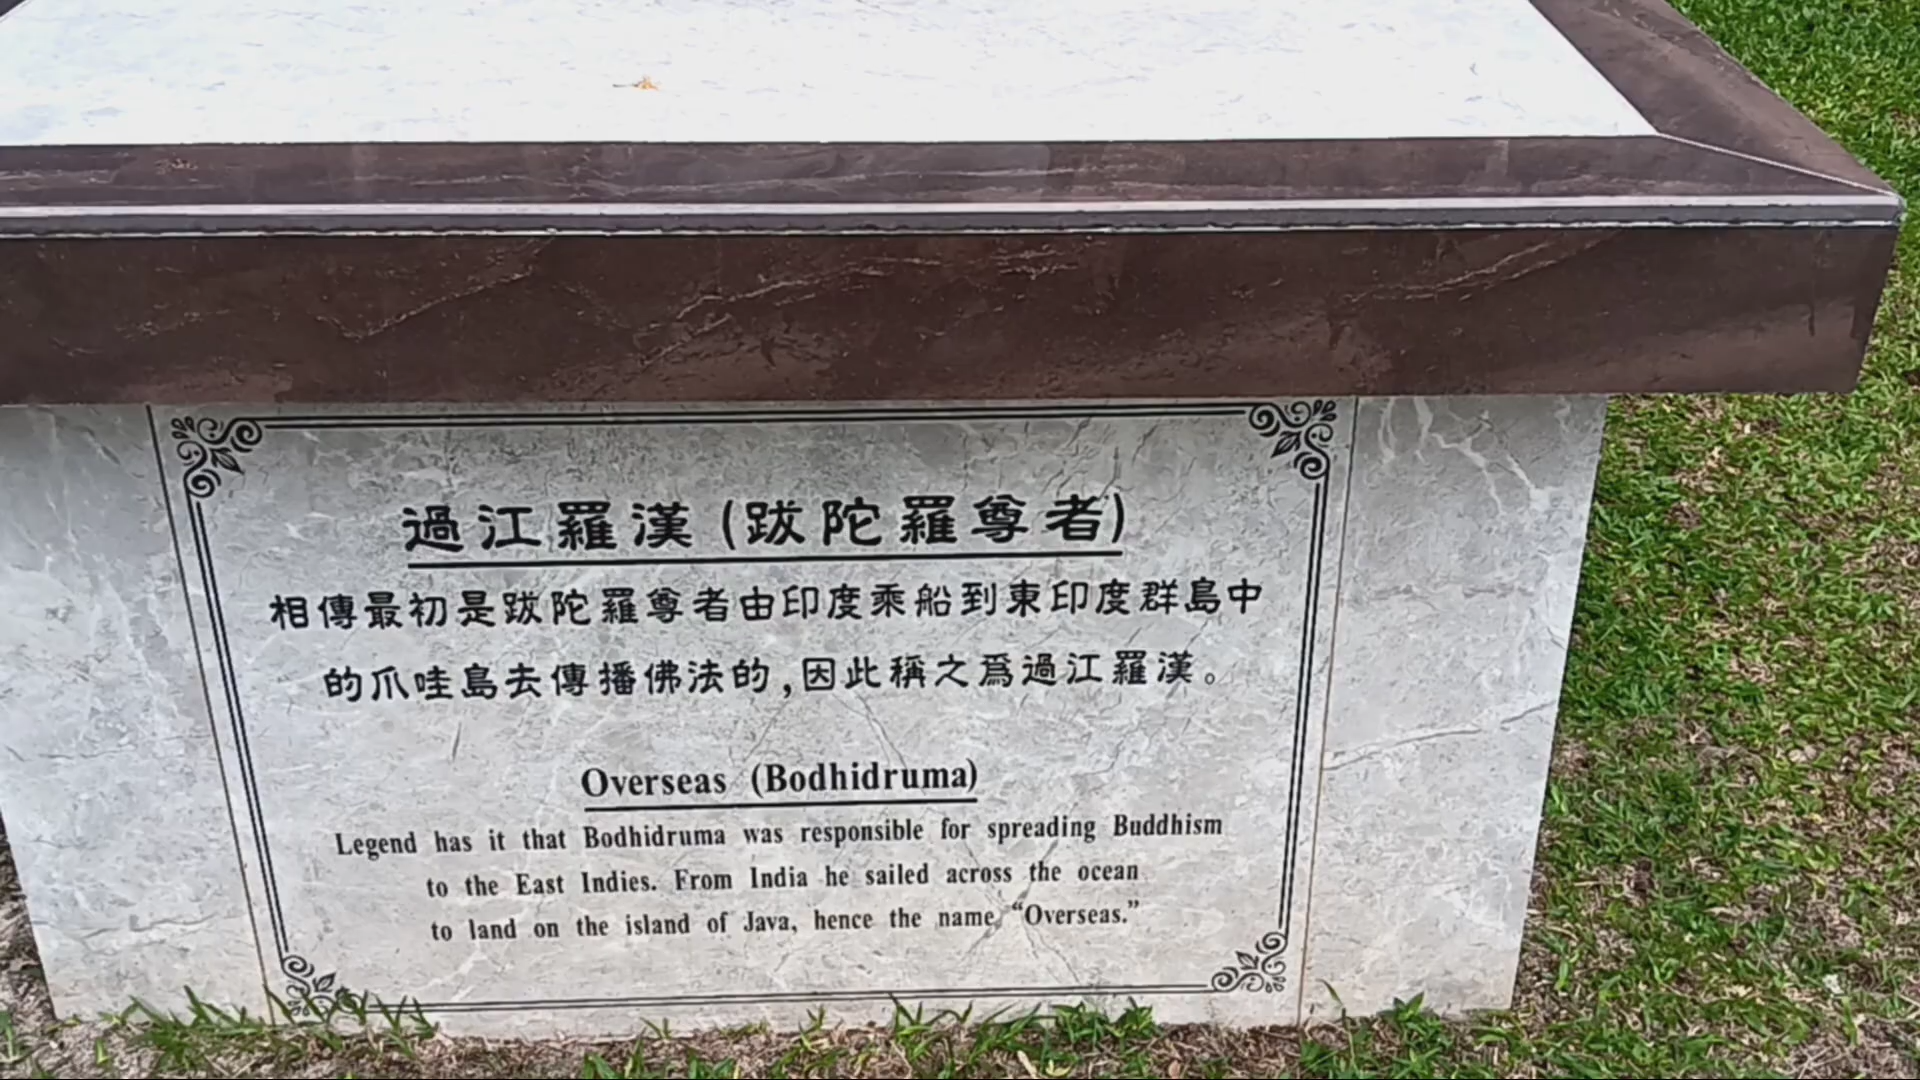 過江羅漢(跋陀羅尊者)
相傳最初是跋陀羅尊者由印度乘船到東印度群島中
的爪哇島去傳播佛法的,因此稱之爲過江羅漢。
Overseas (Bodhidruma)
Legend has it that Bodhidruma was responsible for spreading Buddhism
to the East Indies. From India he sailed across the ocean
to land on the island of Java, hence the name, “Overseas.”